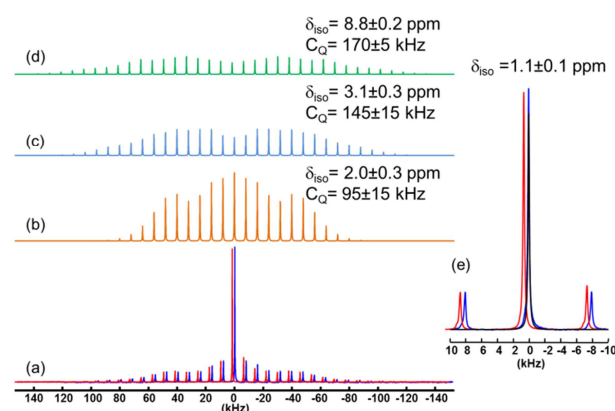 (d)
δiso= 8.8±0.2 ppm
CQ= 170±5 kHz
δiso =1.1±0.1 ppm
(c)
δiso= 3.1±0.3 ppm
CQ= 145±15 kHz
(b)
δiso= 2.0±0.3 ppm
CQ= 95±15 kHz
(e)
(a)
10 8 6 4 2 0 -2 -4 -6 -8 -10
(kHz)
140 120 100 80 60 40 20 0 -20 -40 -60 -80 -100 -120 -140
(kHz)